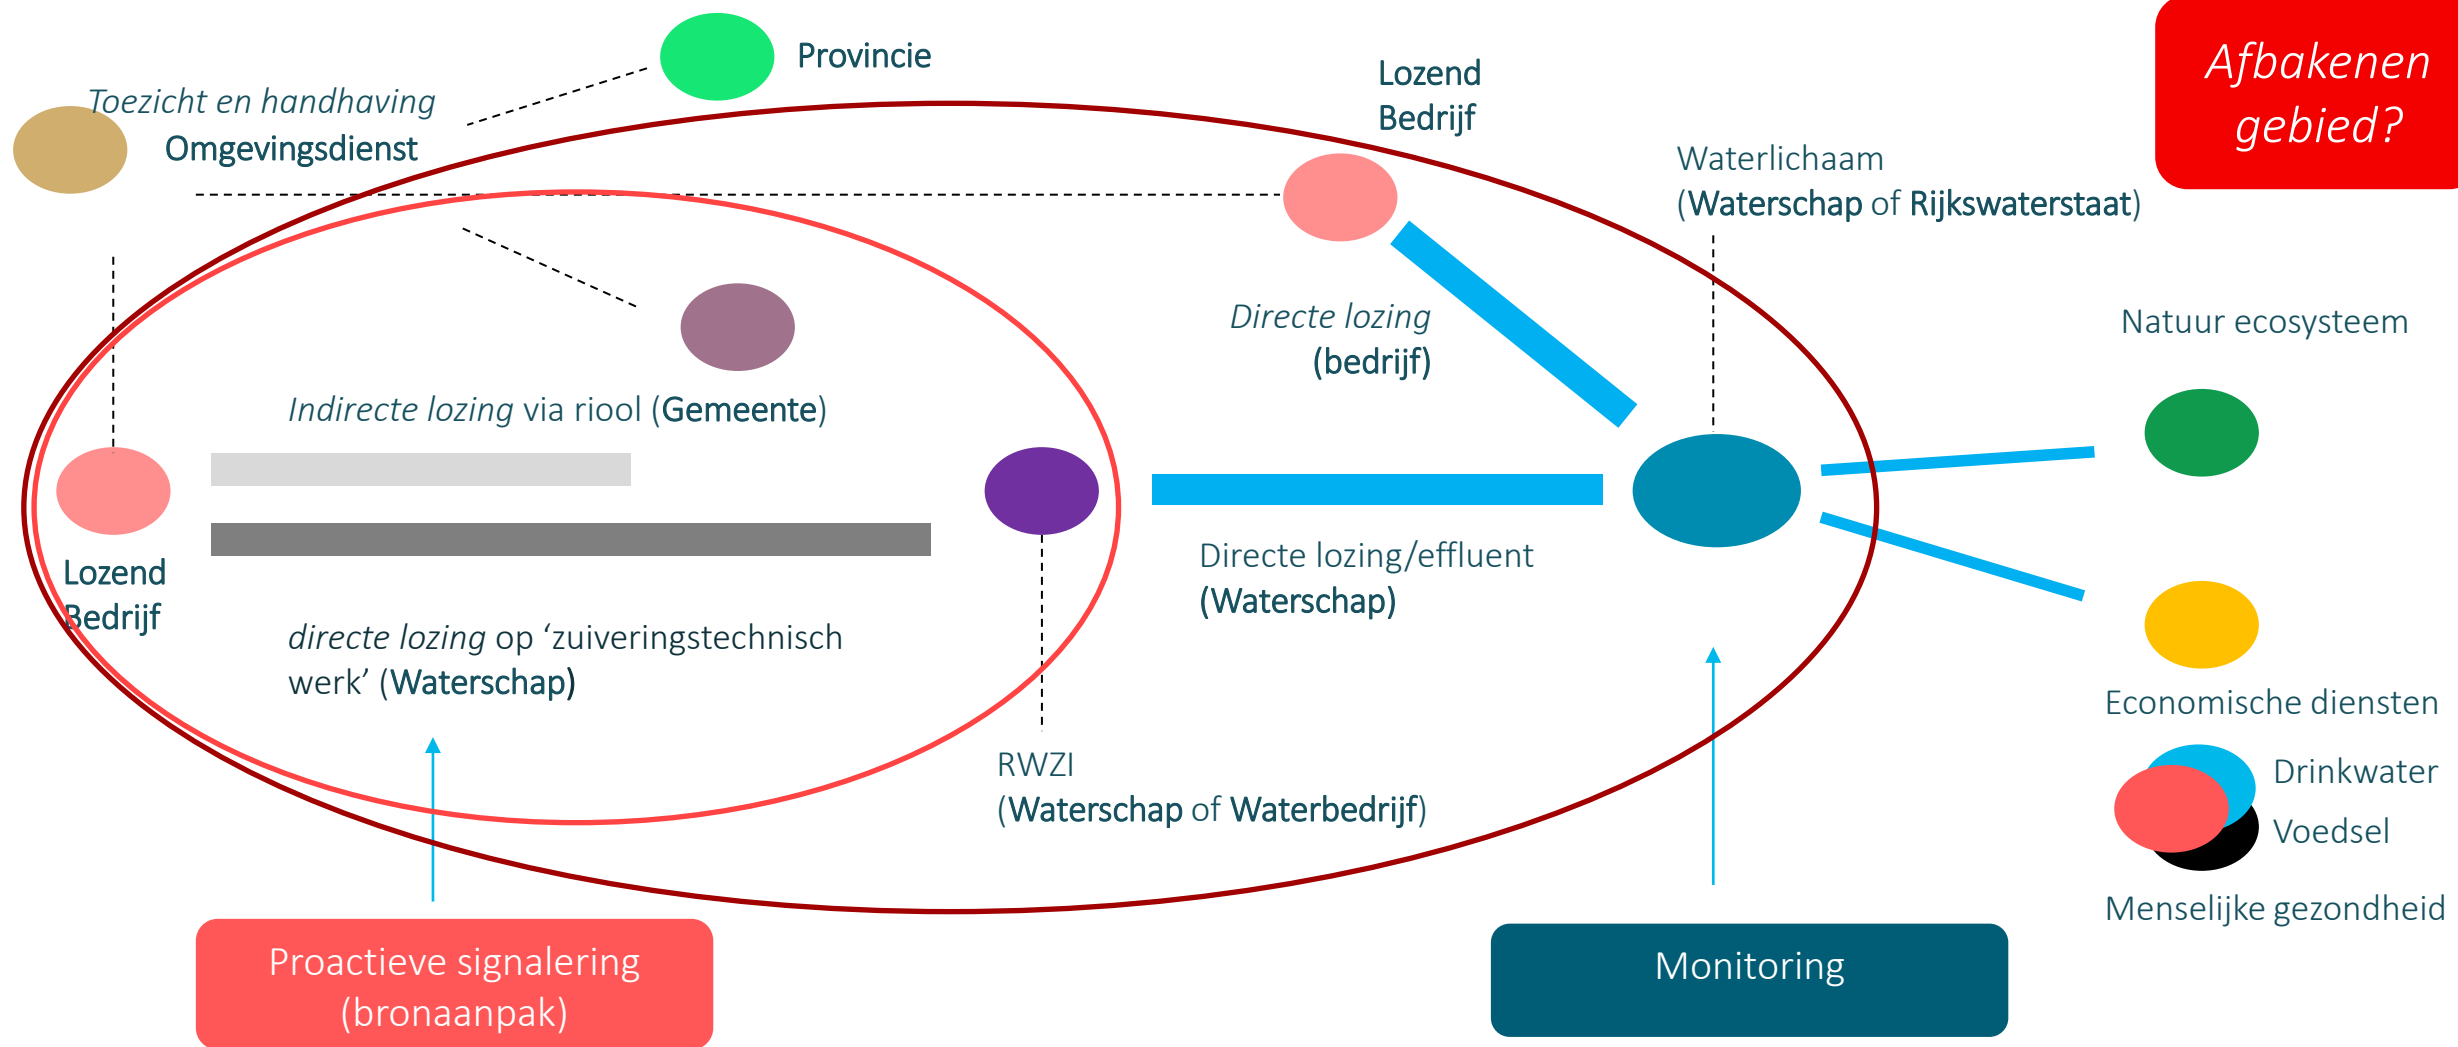 Provincie
Afbakenen
gebied?
Toezicht en handhaving
Omgevingsdienst
Lozend
Bedrijf
Waterlichaam
(Waterschap of Rijkswaterstaat)
Directe lozing
(bedrijf)
Natuur ecosysteem
Indirecte lozing via riool (Gemeente)
Lozend
Bedrijf
directe lozing op ‘zuiveringstechnisch
werk’ (Waterschap)
Directe lozing/effluent
(Waterschap)
RWZI
(Waterschap of Waterbedrijf)
Economische diensten
Drinkwater
Voedsel
Menselijke gezondheid
Proactieve signalering
(bronaanpak)
Monitoring